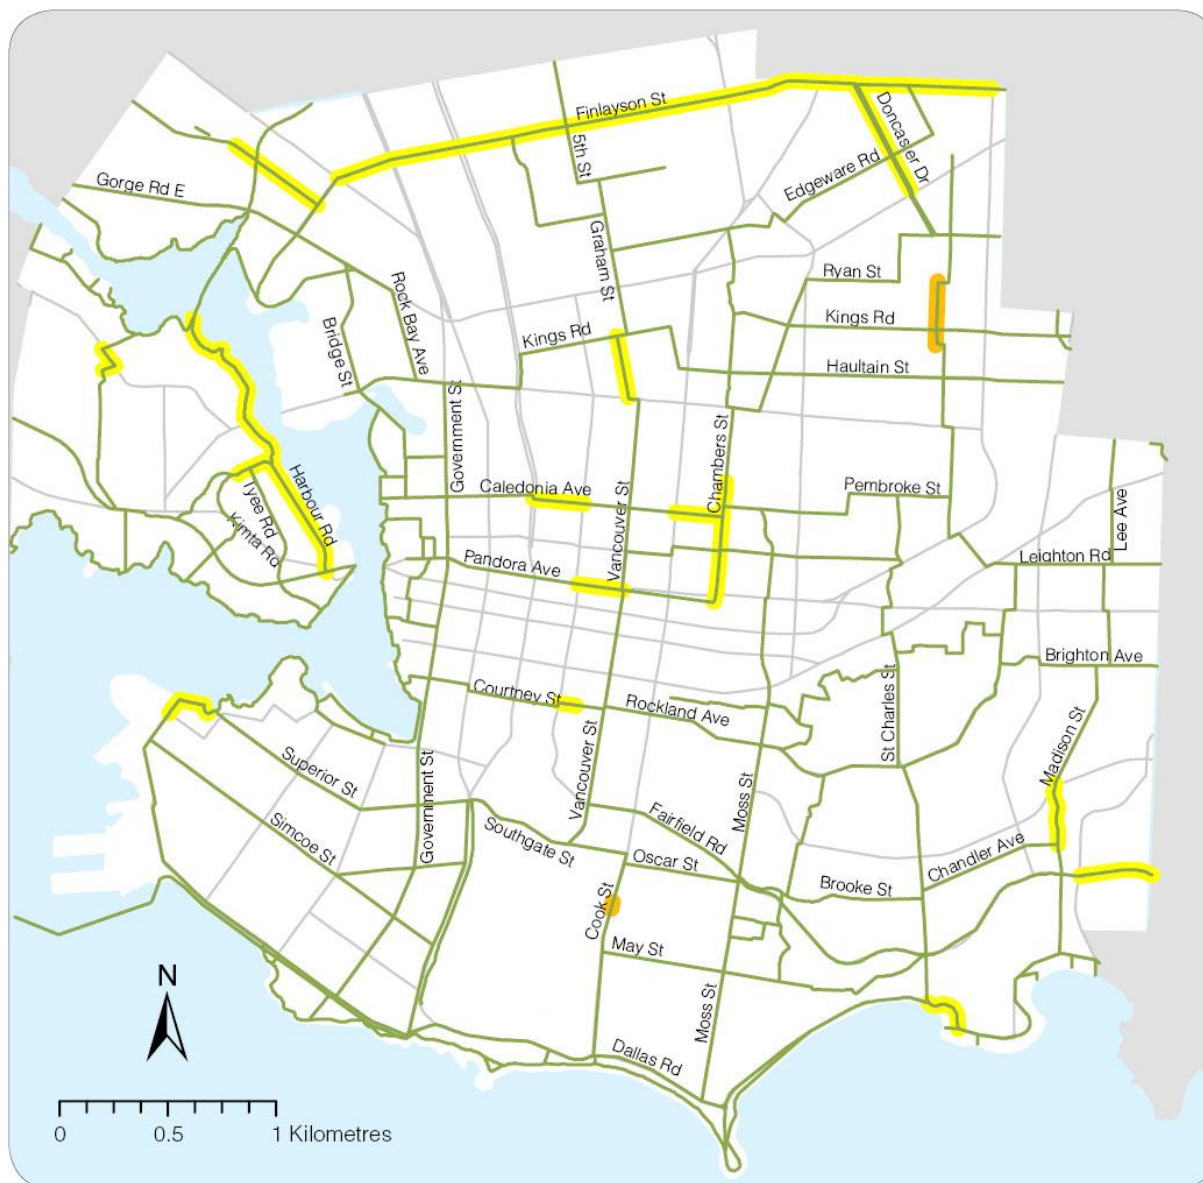 Finlayson St
5th St
Doncaster Dr
Edgeware Rd
Gorge Rd E
Graham St
Ryan St
Rock Bay Ave
Bridge St
Kings Rd
Kings Rd
Haultain St
Government St
Chambers St
Caledonia Ave
Pembroke St
Vancouver St
Harbour Rd
Tyee Rd
Kimta Rd
Lee Ave
Leighton Rd
Pandora Ave
Brighton Ave
Courtney St
Rockland Ave
St Charles St
Madison St
Superior St
Vancouver St
Moss St
Government St
Simcoe St
Southgate St
Fairfield Rd
Oscar St
Chandler Ave
Brooke St
Cook St
May St
Moss St
Dallas Rd
N
0 0.5 1 Kilometres